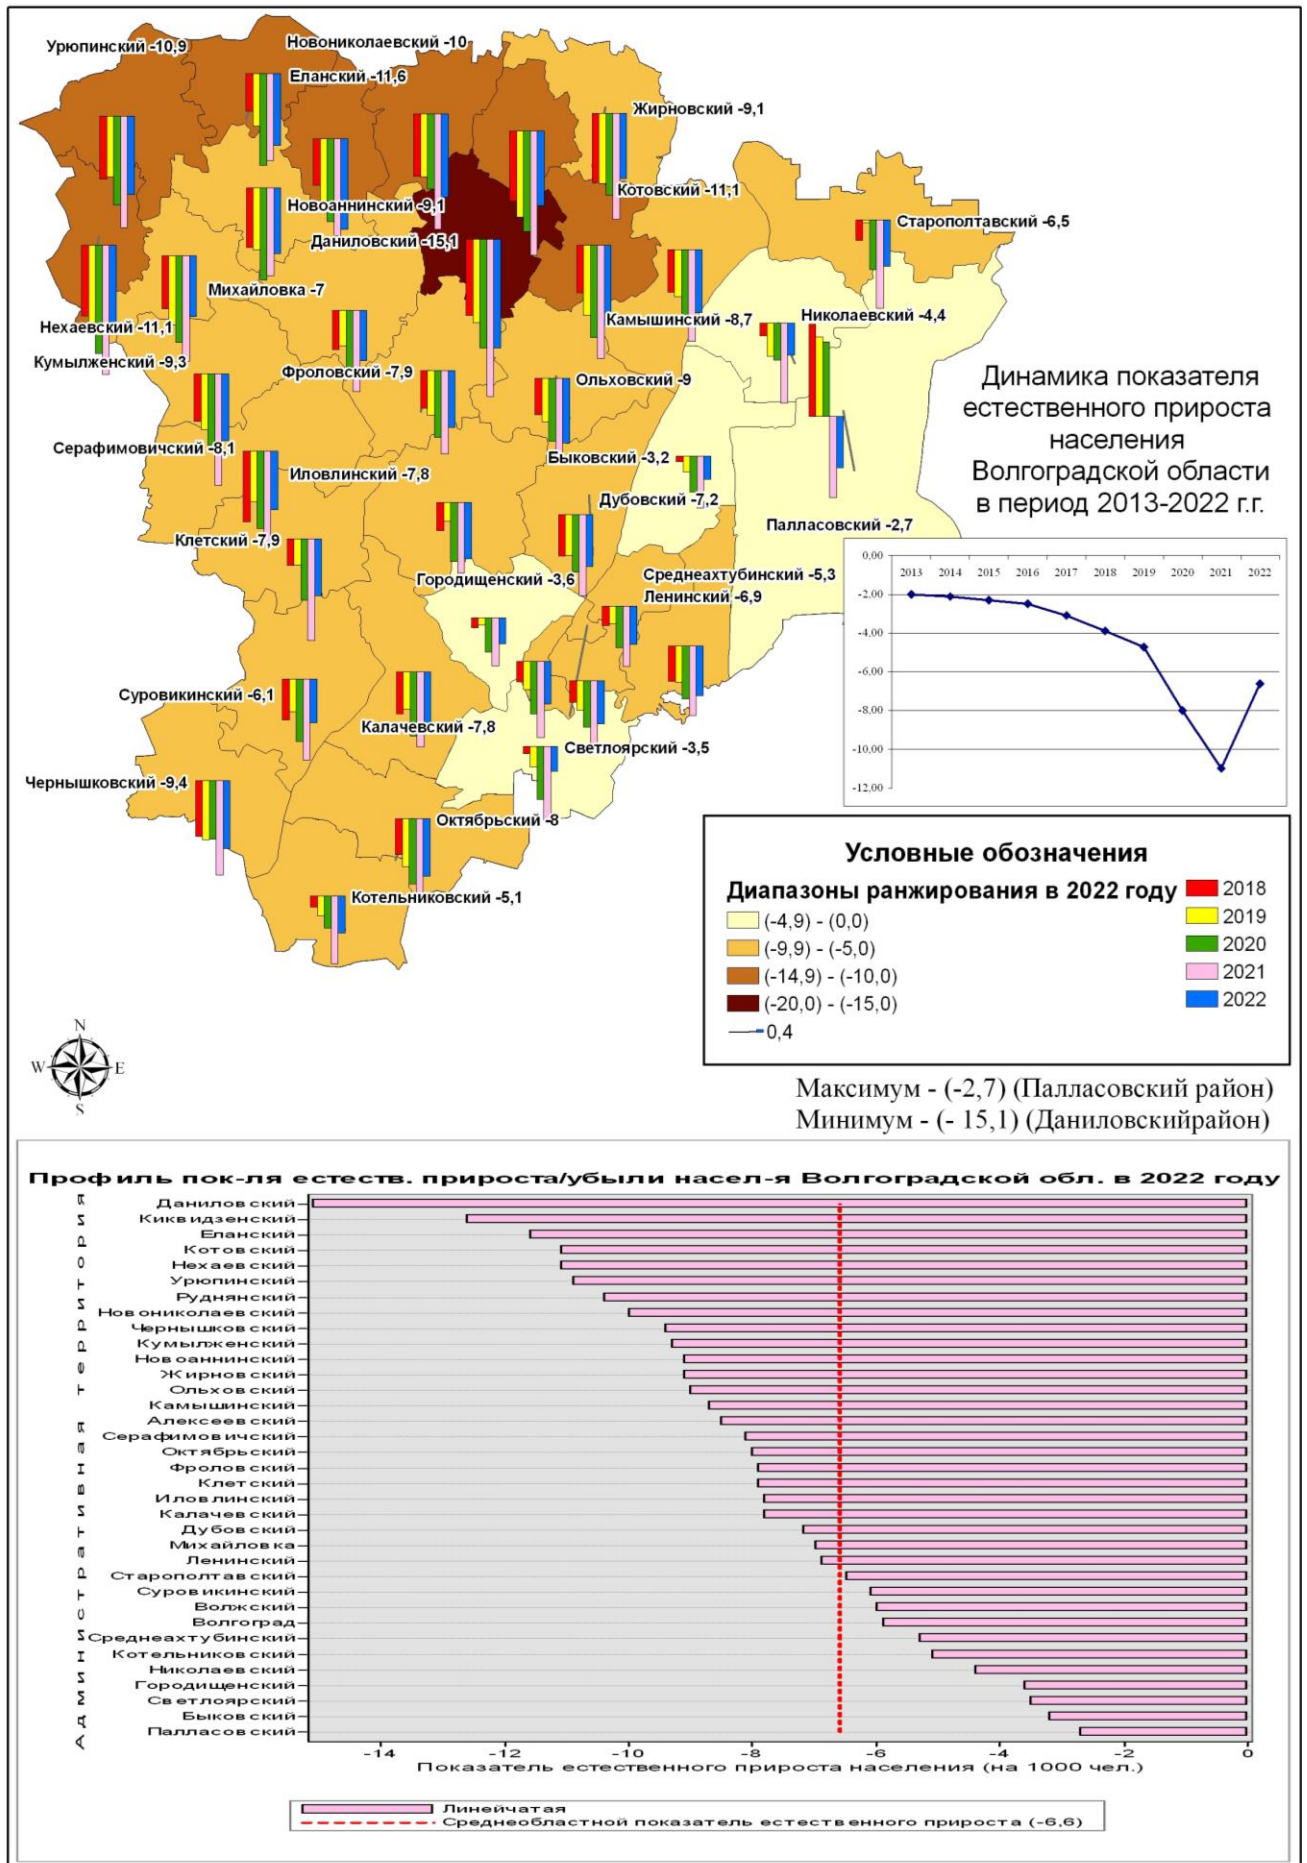 Урюпинский -10,9
Новониколаевский -10
Еланский -11,6
Жирновский -9,1
Котовский -11,1
Старополтавский -6,5
Новоаннинский -9,1
Даниловский -15,1
Михайловка -7
Николаевский -4,4
Камышинский -8,7
Нехаевский -11,1
Кумылженский -9,3
Фроловский -7,9
Ольховский -9
Серафимовичский -8,1
Иловлинский -7,8
Быковский -3,2
Дубовский -7,2
Палласовский -2,7
Клетский -7,9
Городищенский -3,6
Среднеахтубинский -5,3
Ленинский -6,9
Суровикинский -6,1
Калачевский -7,8
Светлоярский -3,5
Чернышковский -9,4
Октябрьский -8
Котельниковский -5,1
Динамика показателя
естественного прироста
населения
Волгоградской области
в период 2013-2022 г.г.
0,00
2013 2014 2015 2016 2017 2018 2019 2020 2021 2022
-2,00
-4,00
-6,00
-8,00
-10,00
-12,00
Условные обозначения
Диапазоны ранжирования в 2022 году
(-4,9) - (0,0)
(-9,9) - (-5,0)
(-14,9) - (-10,0)
(-20,0) - (-15,0)
0,4
2018
2019
2020
2021
2022
N
W E
S
Максимум - (-2,7) (Палласовский район)
Минимум - (- 15,1) (Даниловскийрайон)
Профиль пок-ля естеств. прироста/убыли насел-я Волгоградской обл. в 2022 году
Административная территория
Даниловский
Киквидзенский
Еланский
Котовский
Нехаевский
Урюпинский
Руднянский
Новониколаевский
Чернышковский
Кумылженский
Новоаннинский
Жирновский
Ольховский
Камышинский
Алексеевский
Серафимовичский
Октябрьский
Фроловский
Клетский
Иловлинский
Калачевский
Дубовский
Михайловка
Ленинский
Старополтавский
Суровикинский
Волжский
Волгоград
Среднеахтубинский
Котельниковский
Николаевский
Городищенский
Светлоярский
Быковский
Палласовский
-14 -12 -10 -8 -6 -4 -2 0
Показатель естественного прироста населения (на 1000 чел.)
Линейчатая
Среднеобластной показатель естественного прироста (-6,6)